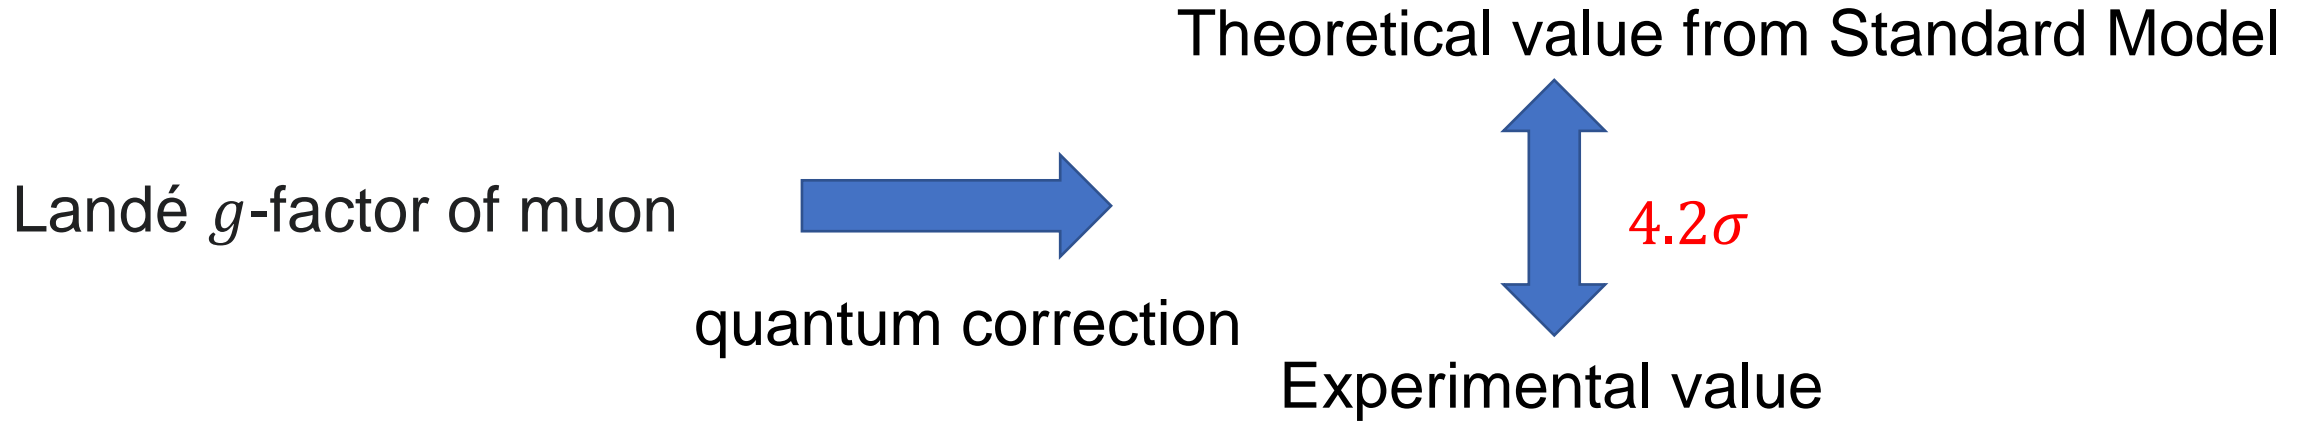 Theoretical value from Standard Model
Landé g-factor of muon
4.2σ
quantum correction
Experimental value